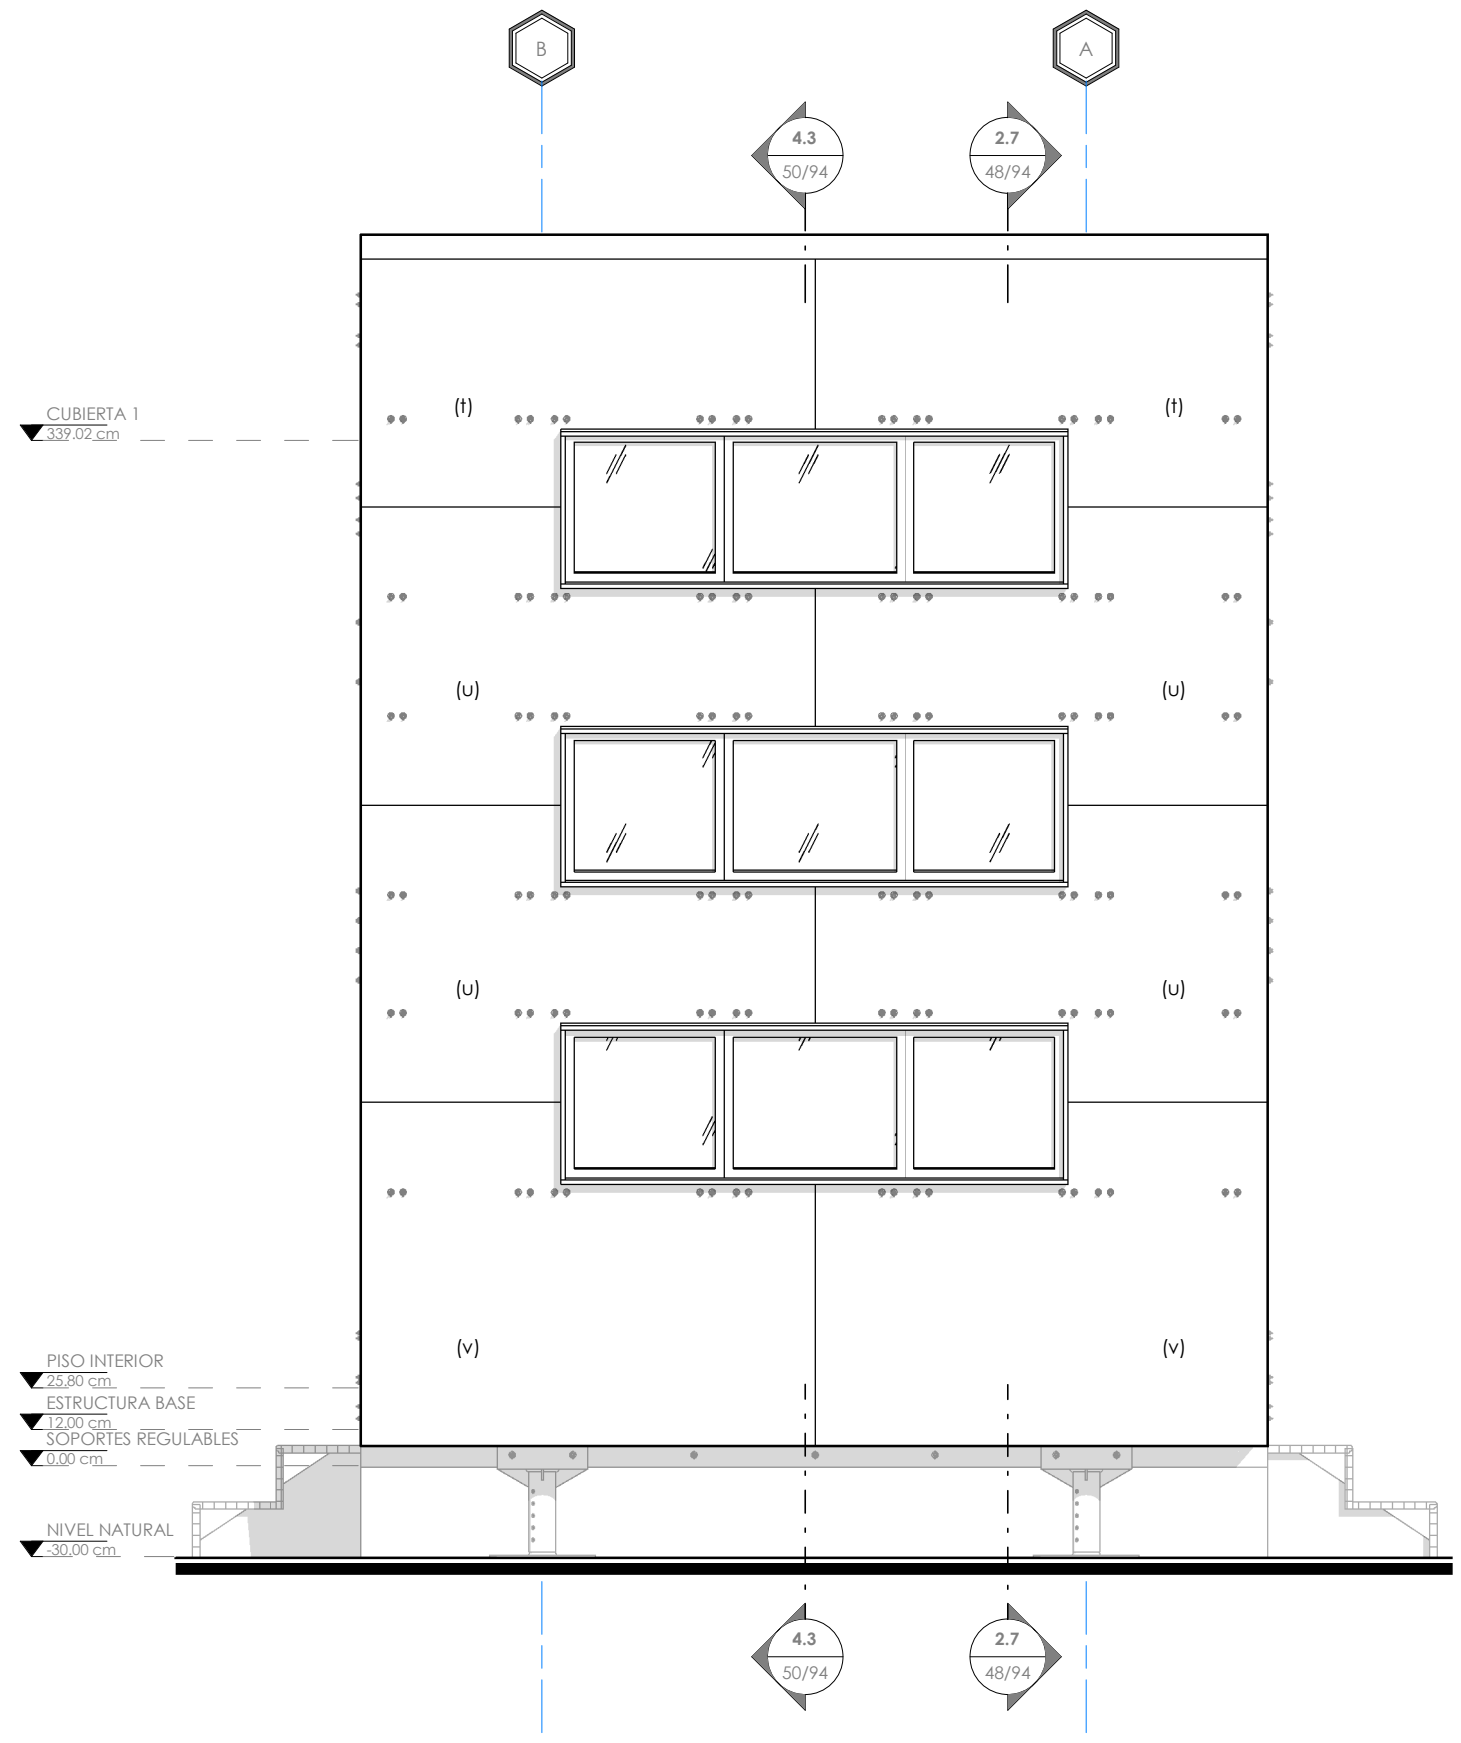 B
A
4.3
50/94
2.7
48/94
(t)
(t)
CUBIERTA 1
339.02 cm
(u)
(u)
(u)
(u)
(v)
(v)
PISO INTERIOR
25.80 cm
ESTRUCTURA BASE
12.00 cm
SOPORTES REGULABLES
0.00 cm
NIVEL NATURAL
-30.00 cm
4.3
50/94
2.7
48/94